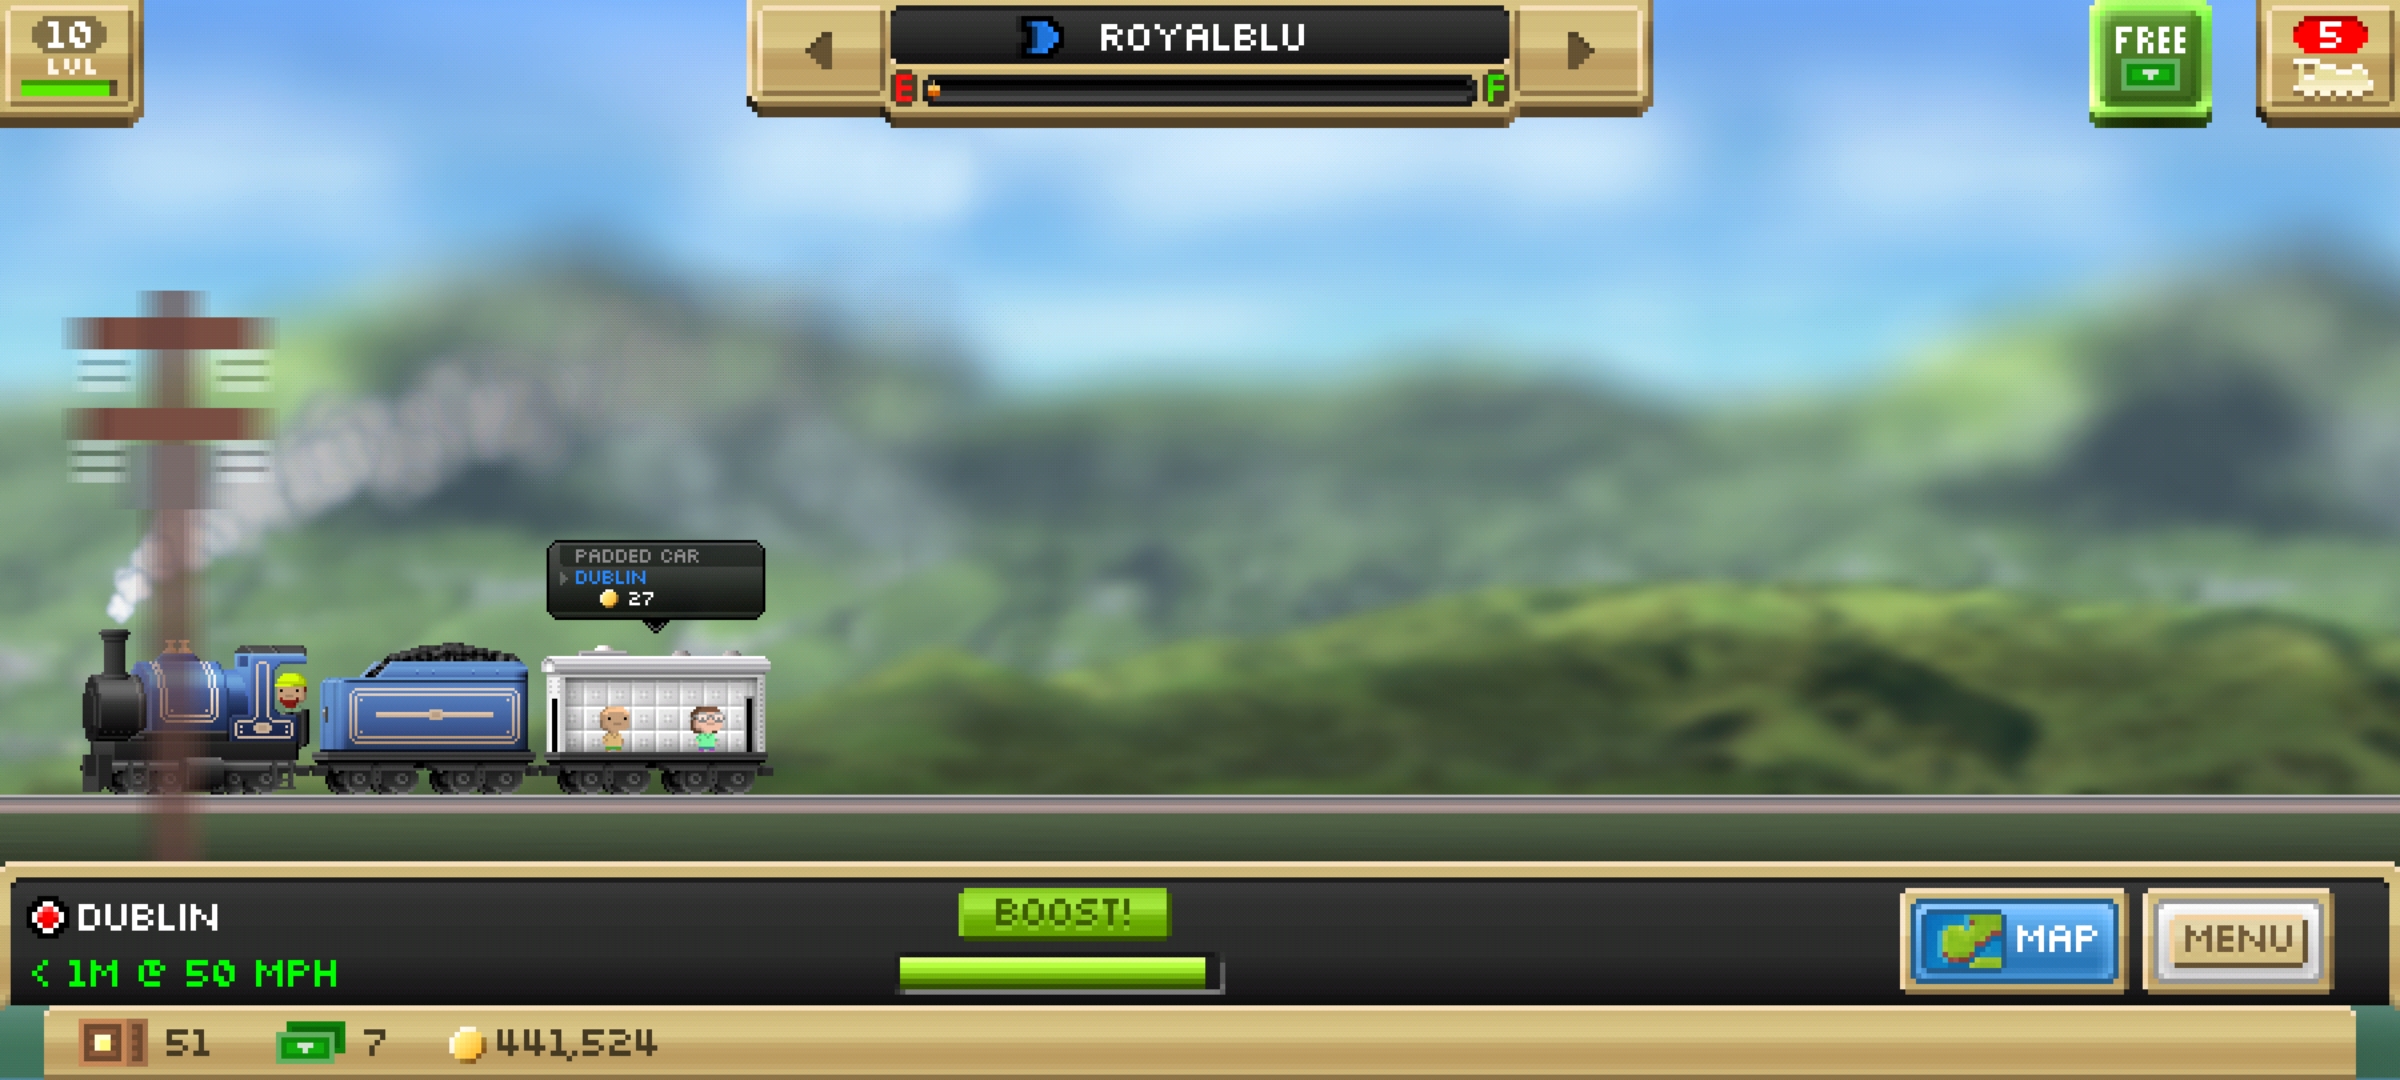 10
LVL
ROYALBLU
E
F
FREE
5
PADDED CAR
DUBLIN
27
DUBLIN
< 1M @ 50 MPH
BOOST!
MAP
MENU
51
7
441,524